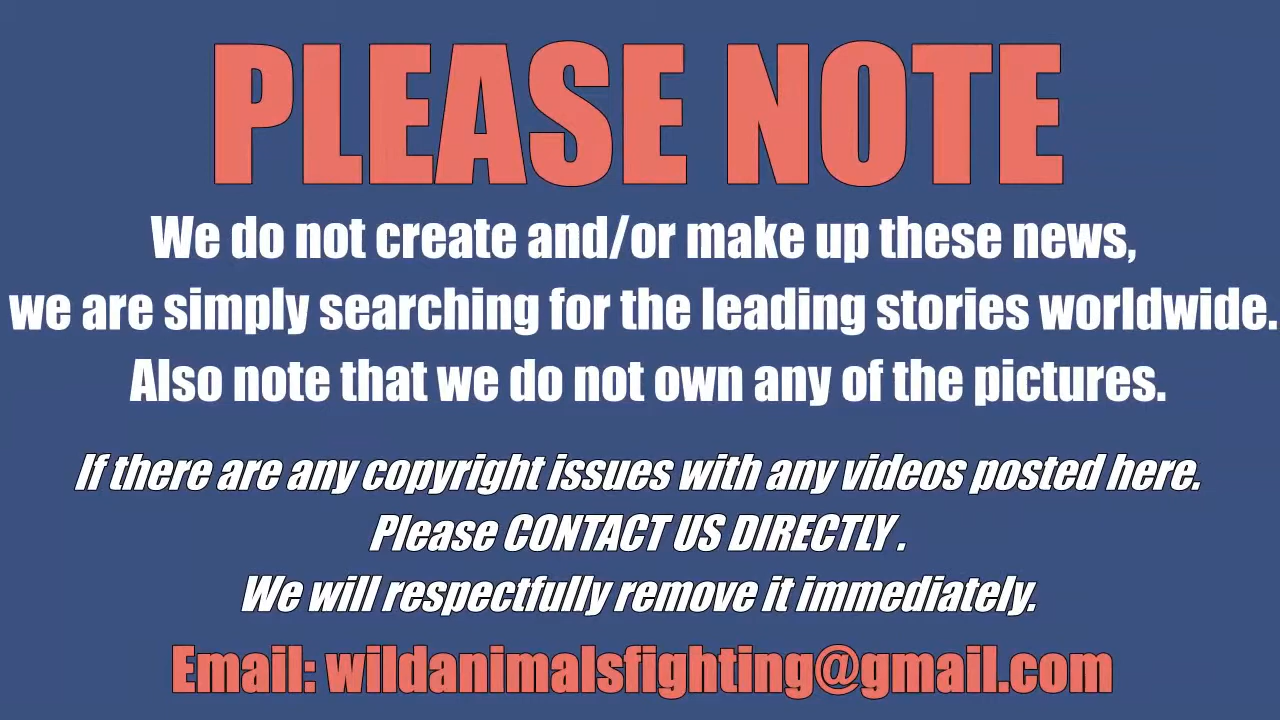 PLEASE NOTE
We do not create and/or make up these news,
we are simply searching for the leading stories worldwide.
Also note that we do not own any of the pictures.
If there are any copyright issues with any videos posted here.
Please CONTACT US DIRECTLY .
We will respectfully remove it immediately.
Email: wildanimalsfighting@gmail.com